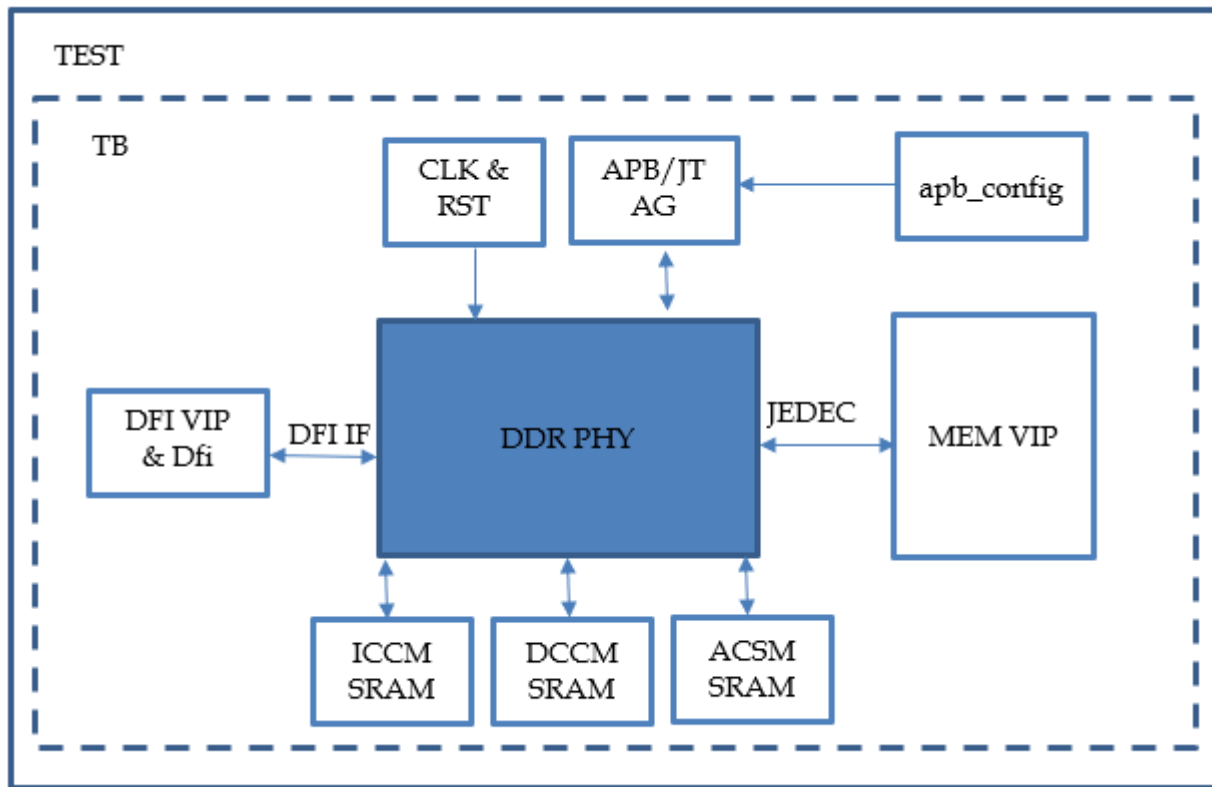 TEST
TB
CLK &
RST
APB/JT
AG
apb_config
DFI VIP
& Dfi
DFI IF
DDR PHY
JEDEC
MEM VIP
ICCM
SRAM
DCCM
SRAM
ACSM
SRAM